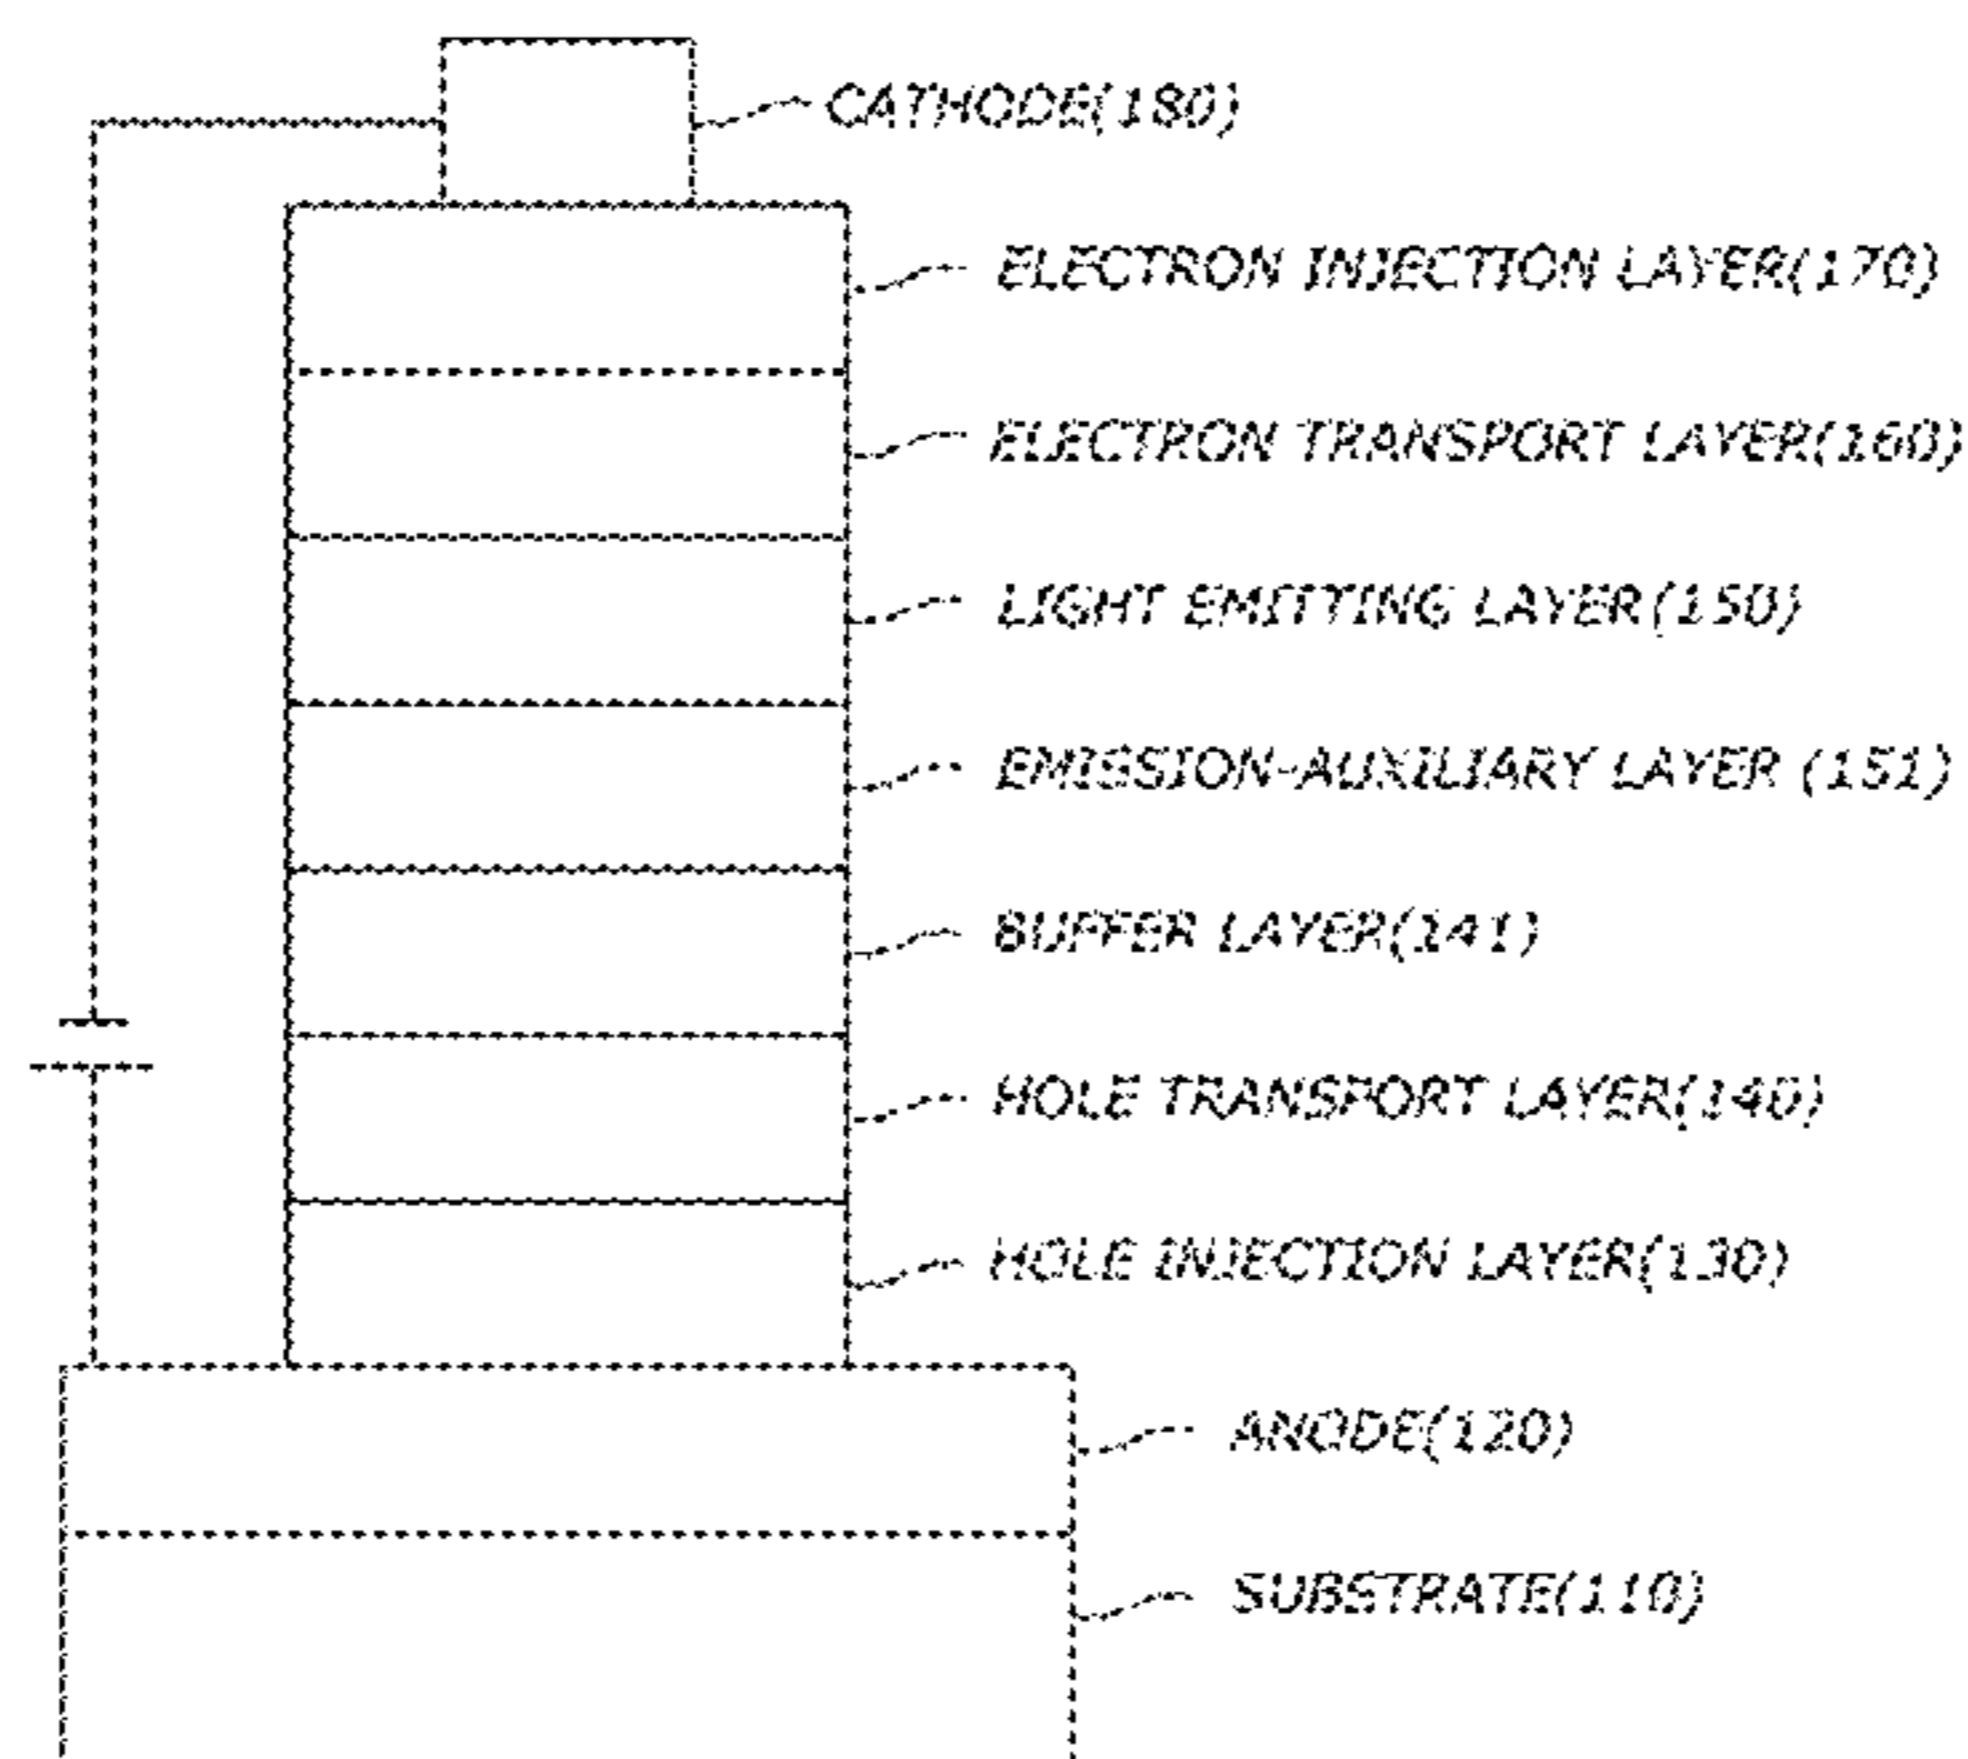 CATHODE(180)
ELECTRON INJECTION LAYER(170)
ELECTRON TRANSPORT LAYER(160)
LIGHT EMITTING LAYER(150)
EMISSION-AUXILIARY LAYER (151)
BUFFER LAYER(141)
HOLE TRANSPORT LAYER(140)
HOLE INJECTION LAYER(130)
ANODE(120)
SUBSTRATE(110)